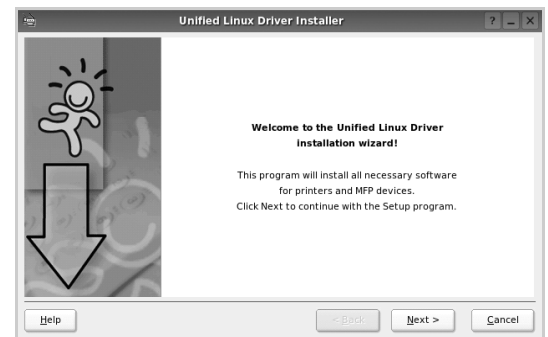 Unified Linux Driver Installer
Welcome to the Unified Linux Driver
installation wizard!
This program will install all necessary software
for printers and MFP devices.
Click Next to continue with the Setup program.
Help
< Back
Next >
Cancel